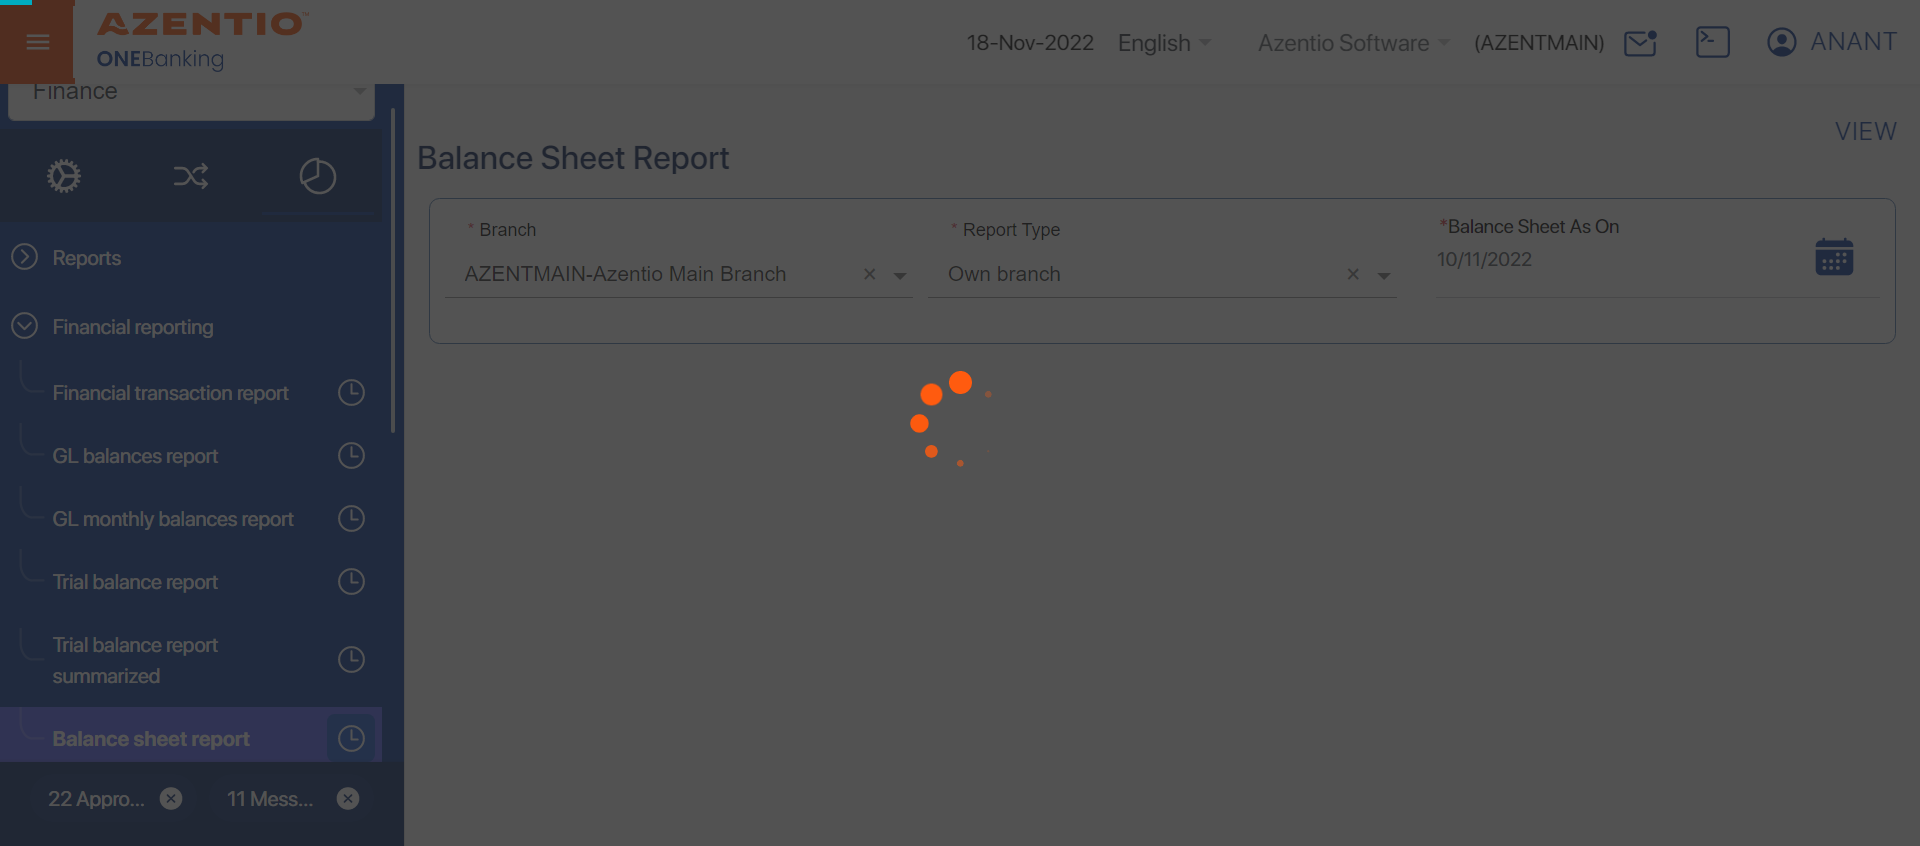 AZENTIO™
ONEBanking
18-Nov-2022 English Azentio Software (AZENTMAIN) ANANT
Finance
VIEW
Balance Sheet Report
* Branch
AZENTMAIN-Azentio Main Branch
* Report Type
Own branch
*Balance Sheet As On
10/11/2022
Reports
Financial reporting
Financial transaction report
GL balances report
GL monthly balances report
Trial balance report
Trial balance report
summarized
Balance sheet report
22 Appro...
11 Mess...